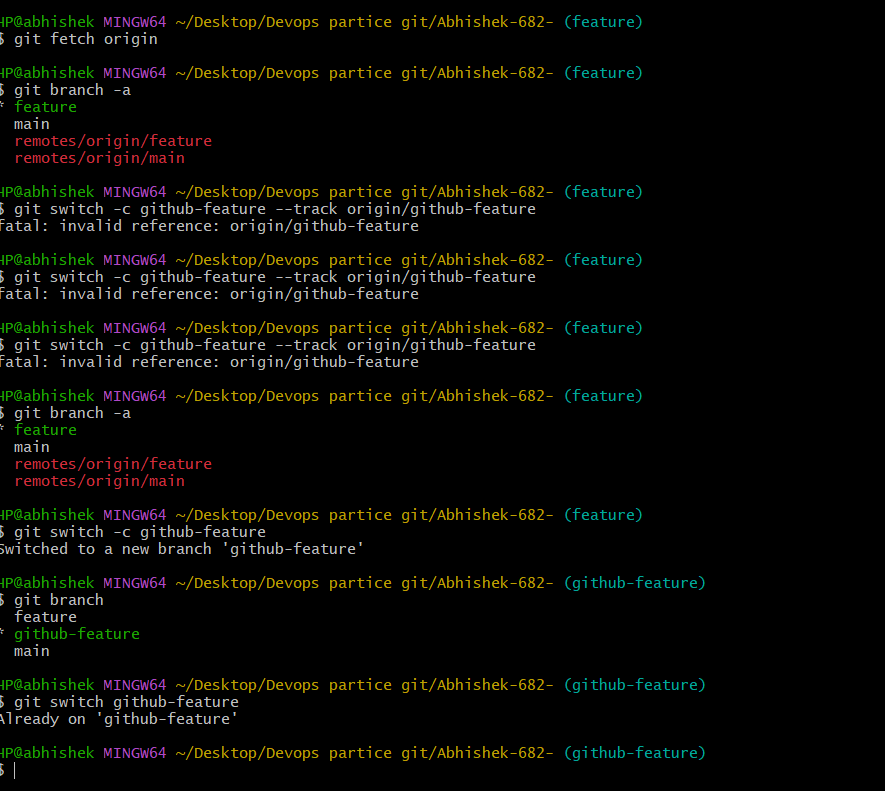 HP@abhishek MINGW64 ~/Desktop/Devops partice git/Abhishek-682- (feature)
$ git fetch origin
HP@abhishek MINGW64 ~/Desktop/Devops partice git/Abhishek-682- (feature)
$ git branch -a
* feature
main
remotes/origin/feature
remotes/origin/main
HP@abhishek MINGW64 ~/Desktop/Devops partice git/Abhishek-682- (feature)
$ git switch -c github-feature --track origin/github-feature
fatal: invalid reference: origin/github-feature
HP@abhishek MINGW64 ~/Desktop/Devops partice git/Abhishek-682- (feature)
$ git switch -c github-feature --track origin/github-feature
fatal: invalid reference: origin/github-feature
HP@abhishek MINGW64 ~/Desktop/Devops partice git/Abhishek-682- (feature)
$ git switch -c github-feature --track origin/github-feature
fatal: invalid reference: origin/github-feature
HP@abhishek MINGW64 ~/Desktop/Devops partice git/Abhishek-682- (feature)
$ git branch -a
* feature
main
remotes/origin/feature
remotes/origin/main
HP@abhishek MINGW64 ~/Desktop/Devops partice git/Abhishek-682- (feature)
$ git switch -c github-feature
Switched to a new branch 'github-feature'
HP@abhishek MINGW64 ~/Desktop/Devops partice git/Abhishek-682- (github-feature)
$ git branch
feature
* github-feature
main
HP@abhishek MINGW64 ~/Desktop/Devops partice git/Abhishek-682- (github-feature)
$ git switch github-feature
Already on 'github-feature'
HP@abhishek MINGW64 ~/Desktop/Devops partice git/Abhishek-682- (github-feature)
$